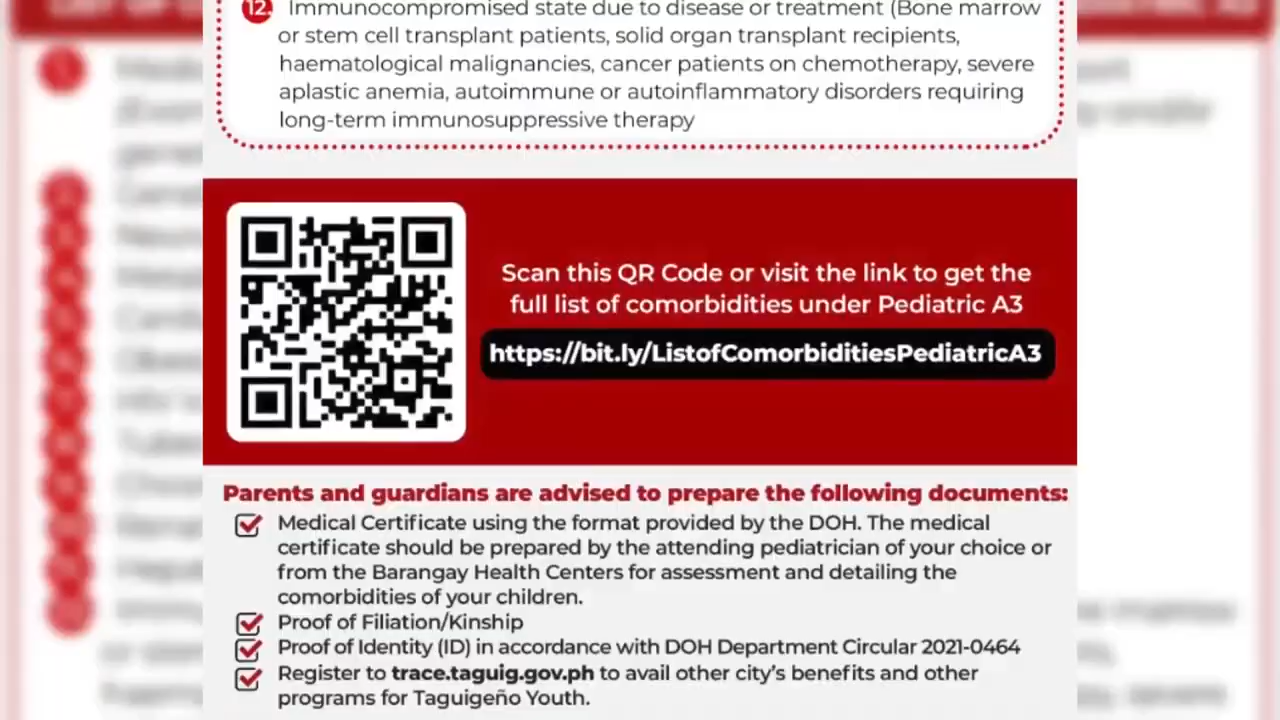 12. Immunocompromised state due to disease or treatment (Bone marrow
or stem cell transplant patients, solid organ transplant recipients,
haematological malignancies, cancer patients on chemotherapy, severe
aplastic anemia, autoimmune or autoinflammatory disorders requiring
long-term immunosuppressive therapy
Scan this QR Code or visit the link to get the
full list of comorbidities under Pediatric A3
https://bit.ly/ListofComorbiditiesPediatricA3
Parents and guardians are advised to prepare the following documents:
Medical Certificate using the format provided by the DOH. The medical
certificate should be prepared by the attending pediatrician of your choice or
from the Barangay Health Centers for assessment and detailing the
comorbidities of your children.
Proof of Filiation/Kinship
Proof of Identity (ID) in accordance with DOH Department Circular 2021-0464
Register to trace.taguig.gov.ph to avail other city's benefits and other
programs for Taguigeño Youth.